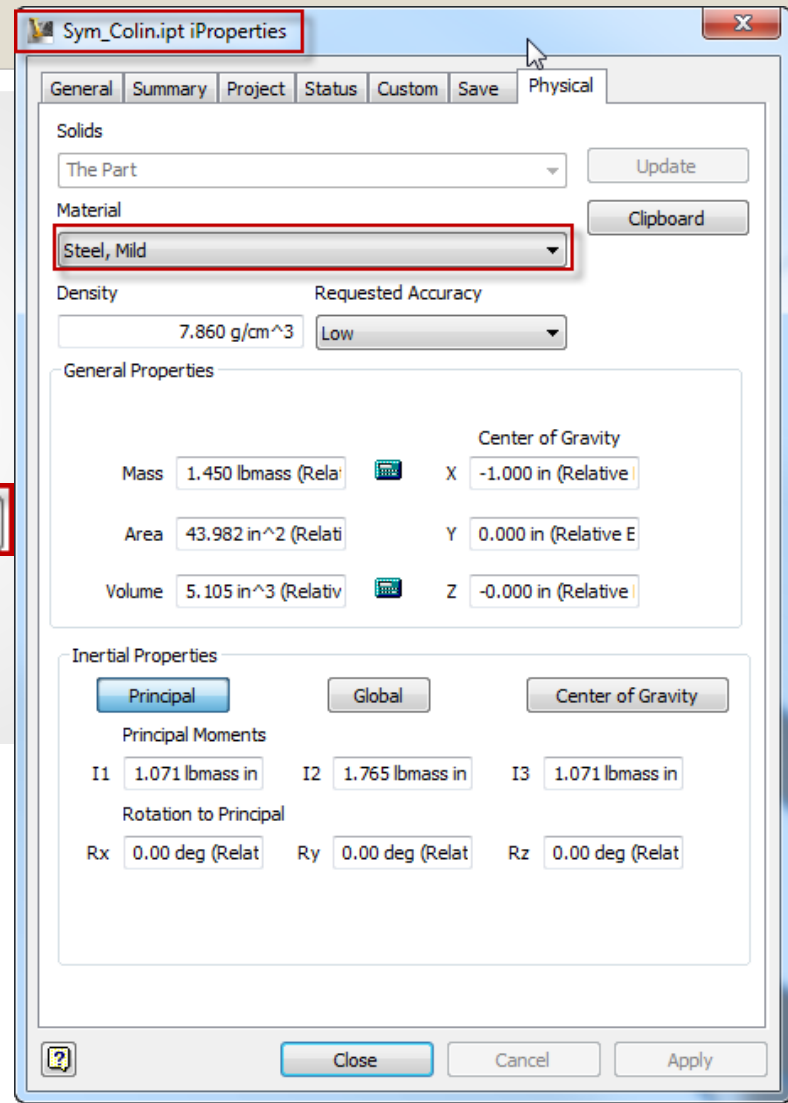 Sym_Colin.ipt iProperties
General Summary Project Status Custom Save Physical
Solids
The Part Update
Material
Clipboard
Steel, Mild
Density Requested Accuracy
7.860 g/cm^3 Low
General Properties
Center of Gravity
Mass 1.450 lbmass (Relat X -1.000 in (Relative
Area 43.982 in^2 (Relati Y 0.000 in (Relative E
Volume 5.105 in^3 (Relativ Z -0.000 in (Relative
Inertial Properties
Principal Global Center of Gravity
Principal Moments
I1 1.071 lbmass in I2 1.765 lbmass in I3 1.071 lbmass in
Rotation to Principal
Rx 0.00 deg (Relat Ry 0.00 deg (Relat Rz 0.00 deg (Relat
Close Cancel Apply